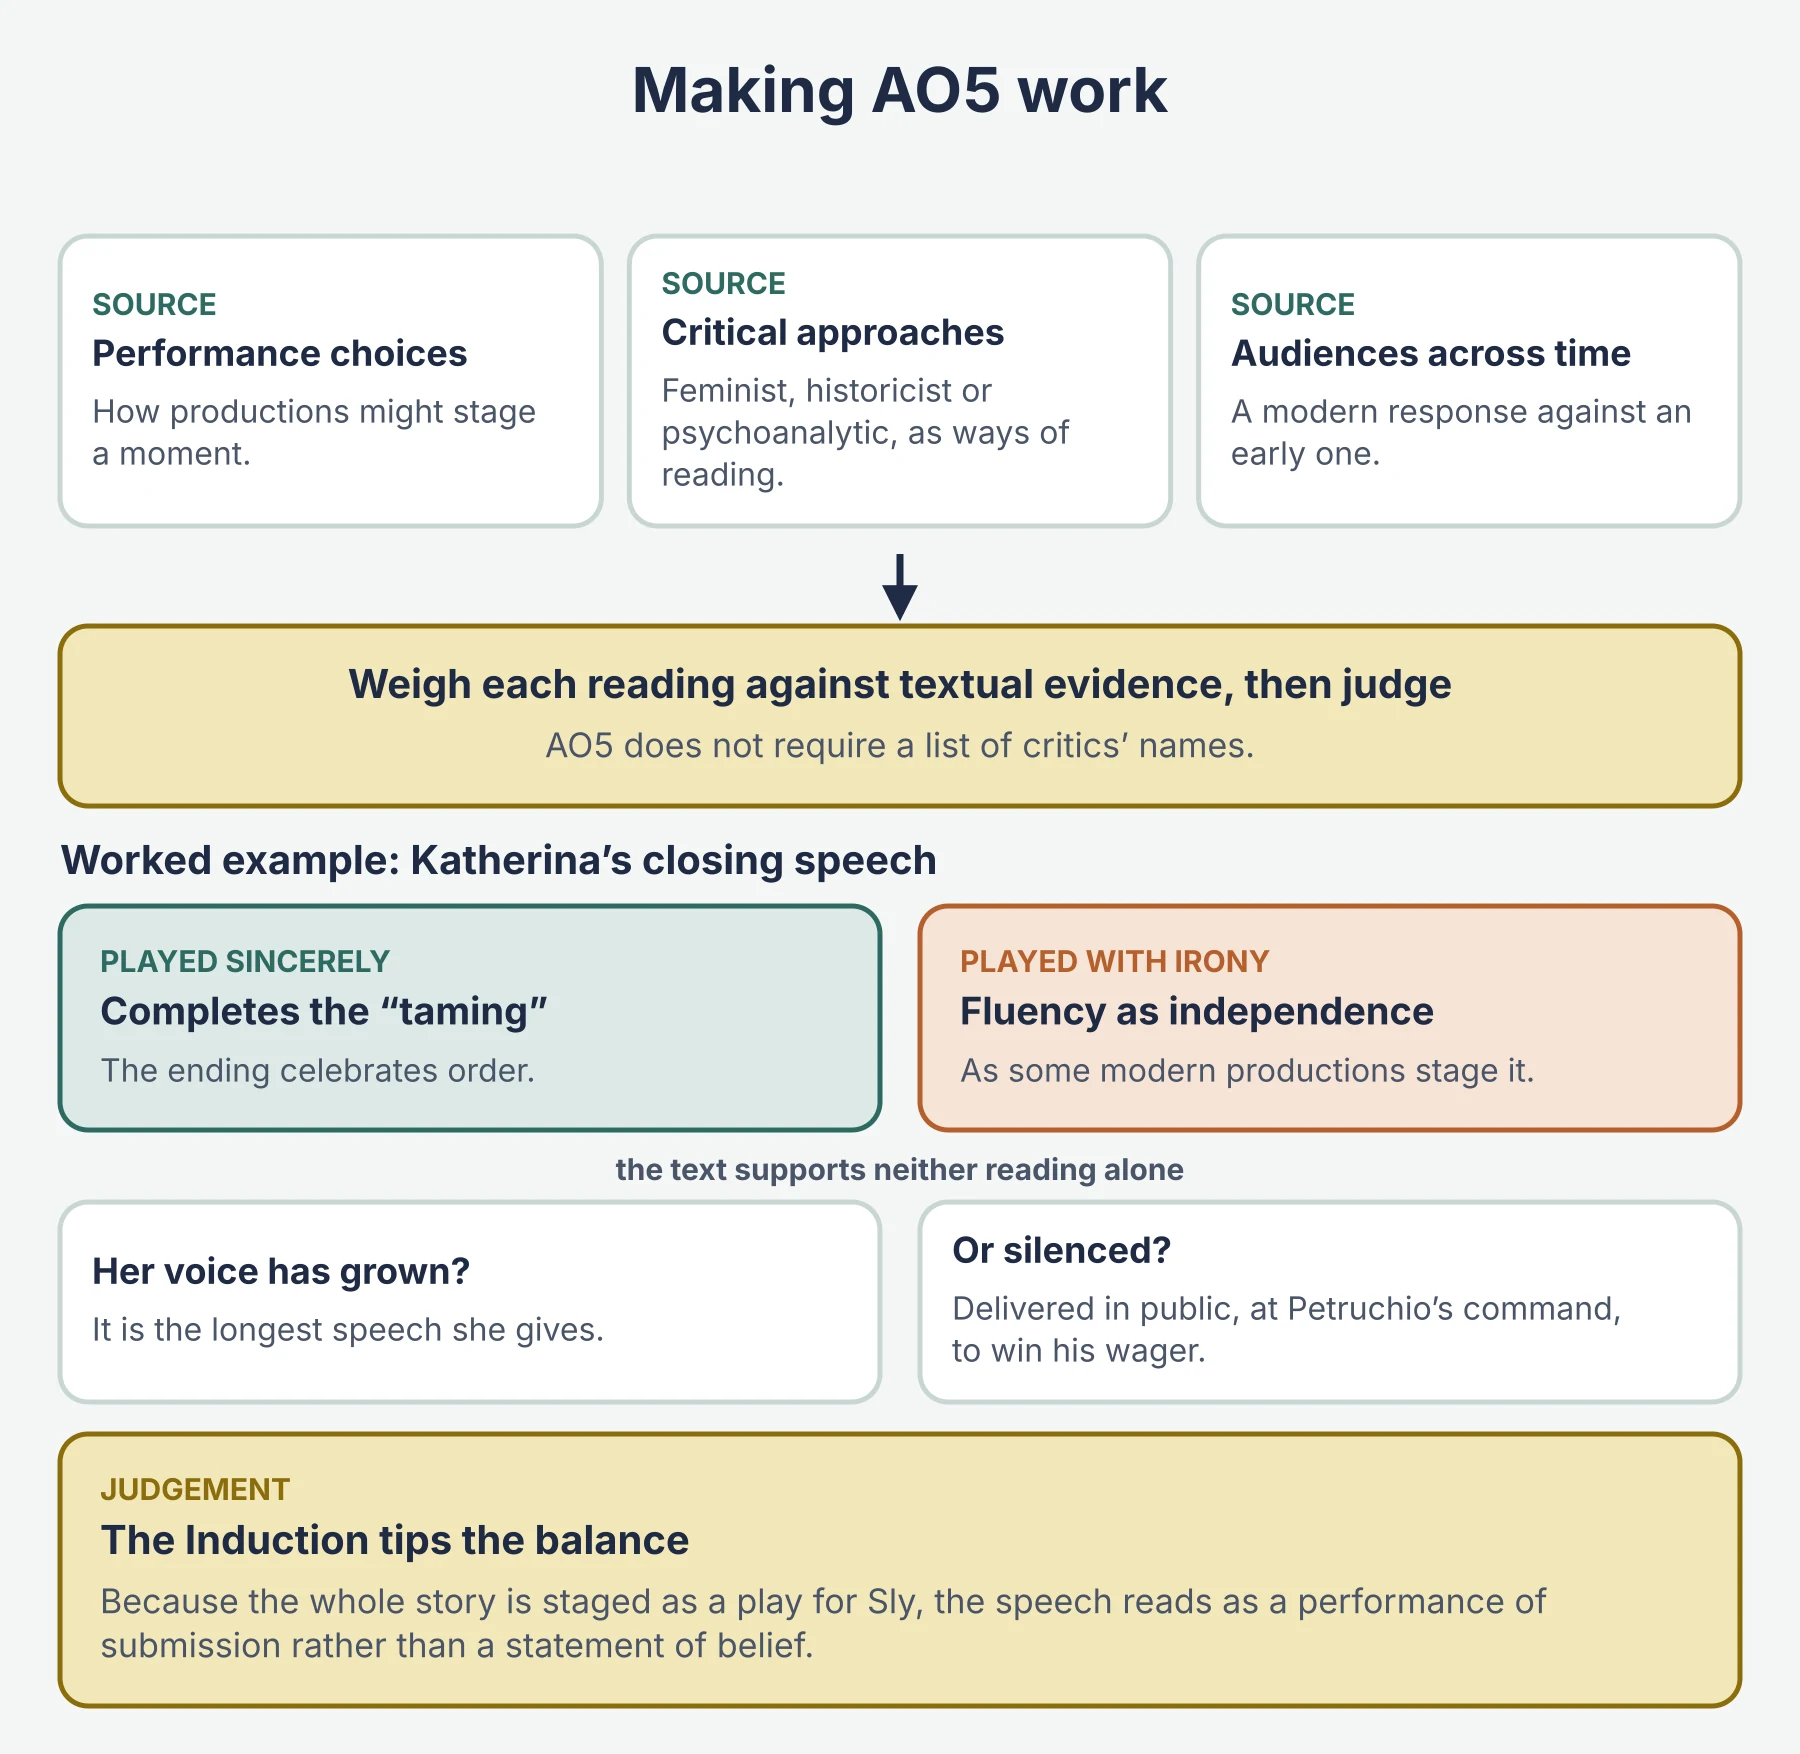 Making AO5 work
SOURCE
Performance choices
How productions might stage
a moment.
SOURCE
Critical approaches
Feminist, historicist or
psychoanalytic, as ways of
reading.
SOURCE
Audiences across time
A modern response against an
early one.
Weigh each reading against textual evidence, then judge
AO5 does not require a list of critics’ names.
Worked example: Katherina’s closing speech
PLAYED SINCERELY
Completes the “taming”
The ending celebrates order.
PLAYED WITH IRONY
Fluency as independence
As some modern productions stage it.
the text supports neither reading alone
Her voice has grown?
It is the longest speech she gives.
Or silenced?
Delivered in public, at Petruchio’s command,
to win his wager.
JUDGEMENT
The Induction tips the balance
Because the whole story is staged as a play for Sly, the speech reads as a performance of
submission rather than a statement of belief.